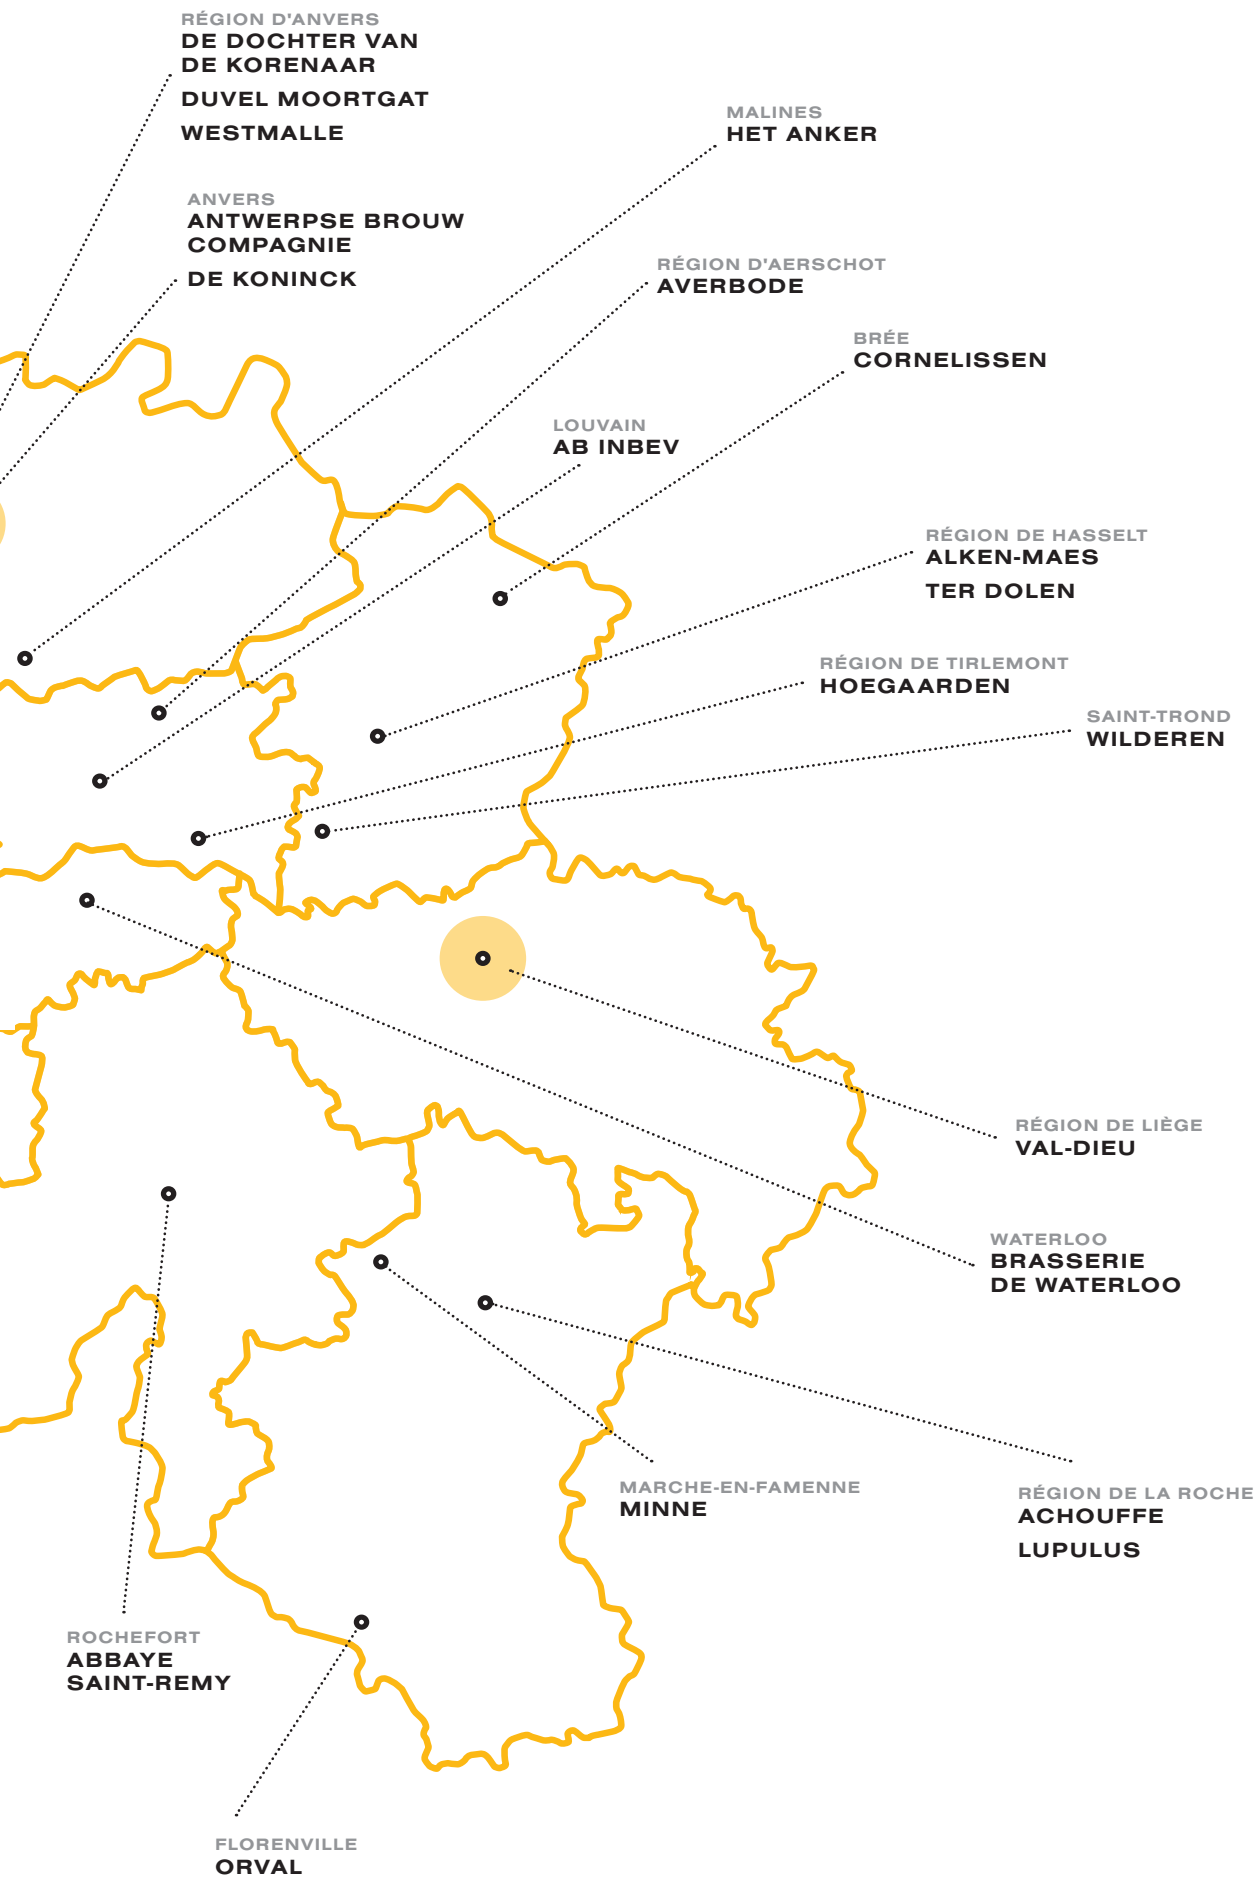 RÉGION D'ANVERS
DE DOCHTER VAN
DE KORENAAR
DUVEL MOORTGAT
WESTMALLE
MALINES
HET ANKER
ANVERS
ANTWERPSE BROUW
COMPAGNIE
DE KONINCK
RÉGION D'AERSCHOT
AVERBODE
BRÉE
CORNELISSEN
LOUVAIN
AB INBEV
RÉGION DE HASSELT
ALKEN-MAES
TER DOLEN
RÉGION DE TIRLEMONT
HOEGAARDEN
SAINT-TROND
WILDEREN
RÉGION DE LIÈGE
VAL-DIEU
WATERLOO
BRASSERIE
DE WATERLOO
MARCHE-EN-FAMENNE
MINNE
RÉGION DE LA ROCHE
ACHOUFFE
LUPULUS
ROCHEFORT
ABBAYE
SAINT-REMY
FLORENVILLE
ORVAL